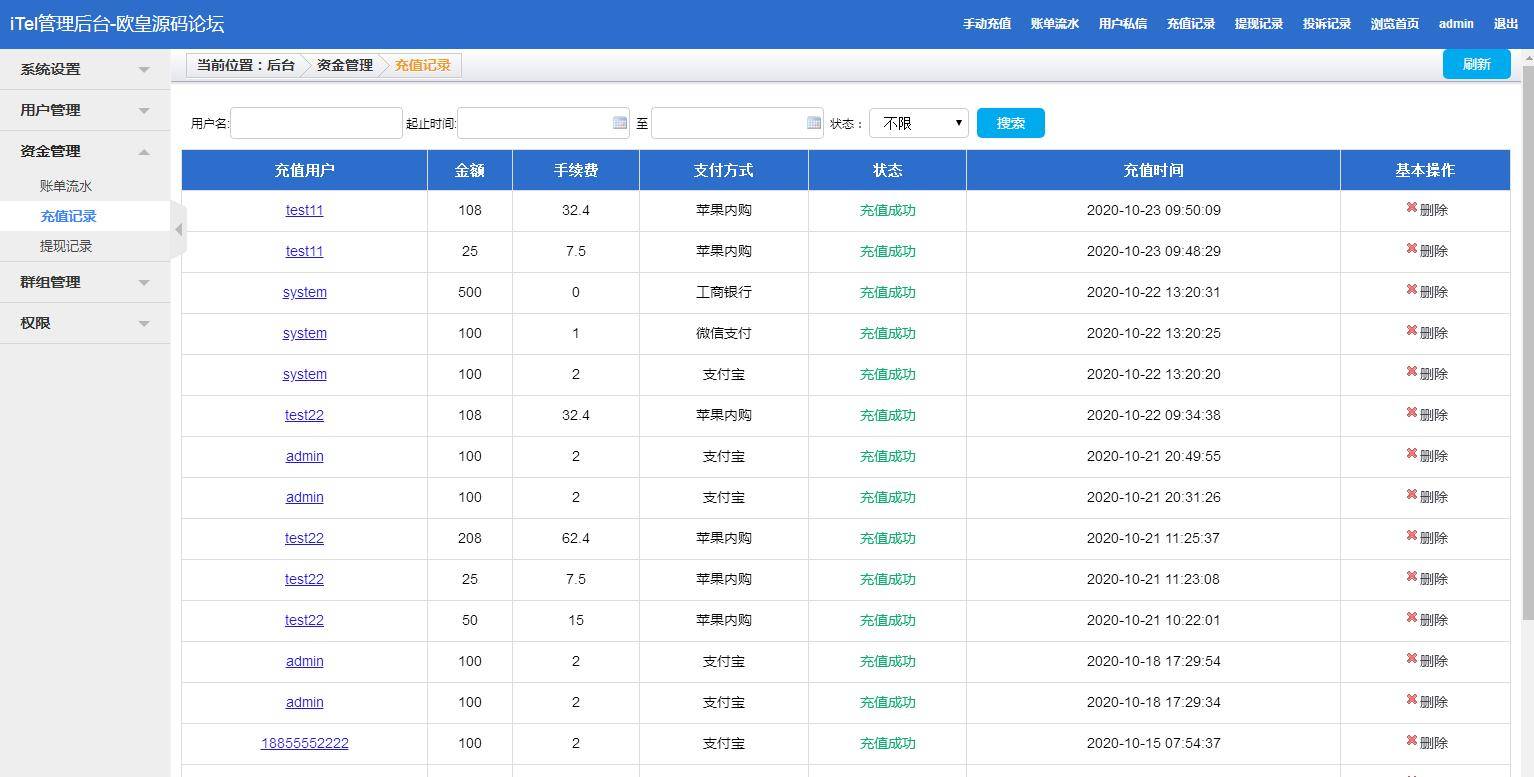 iTel管理后台-欧皇源码论坛 手动充值 账单流水 用户私信 充值记录 提现记录 投诉记录 浏览首页 admin 退出
系统设置
用户管理
资金管理
账单流水
充值记录
提现记录
群组管理
权限
当前位置：后台 资金管理 充值记录 刷新
用户名: 起止时间: 至 状态： 不限 搜索
充值用户 金额 手续费 支付方式 状态 充值时间 基本操作
test11 108 32.4 苹果内购 充值成功 2020-10-23 09:50:09 删除
test11 25 7.5 苹果内购 充值成功 2020-10-23 09:48:29 删除
system 500 0 工商银行 充值成功 2020-10-22 13:20:31 删除
system 100 1 微信支付 充值成功 2020-10-22 13:20:25 删除
system 100 2 支付宝 充值成功 2020-10-22 13:20:20 删除
test22 108 32.4 苹果内购 充值成功 2020-10-22 09:34:38 删除
admin 100 2 支付宝 充值成功 2020-10-21 20:49:55 删除
admin 100 2 支付宝 充值成功 2020-10-21 20:31:26 删除
test22 208 62.4 苹果内购 充值成功 2020-10-21 11:25:37 删除
test22 25 7.5 苹果内购 充值成功 2020-10-21 11:23:08 删除
test22 50 15 苹果内购 充值成功 2020-10-21 10:22:01 删除
admin 100 2 支付宝 充值成功 2020-10-18 17:29:54 删除
admin 100 2 支付宝 充值成功 2020-10-18 17:29:34 删除
18855552222 100 2 支付宝 充值成功 2020-10-15 07:54:37 删除